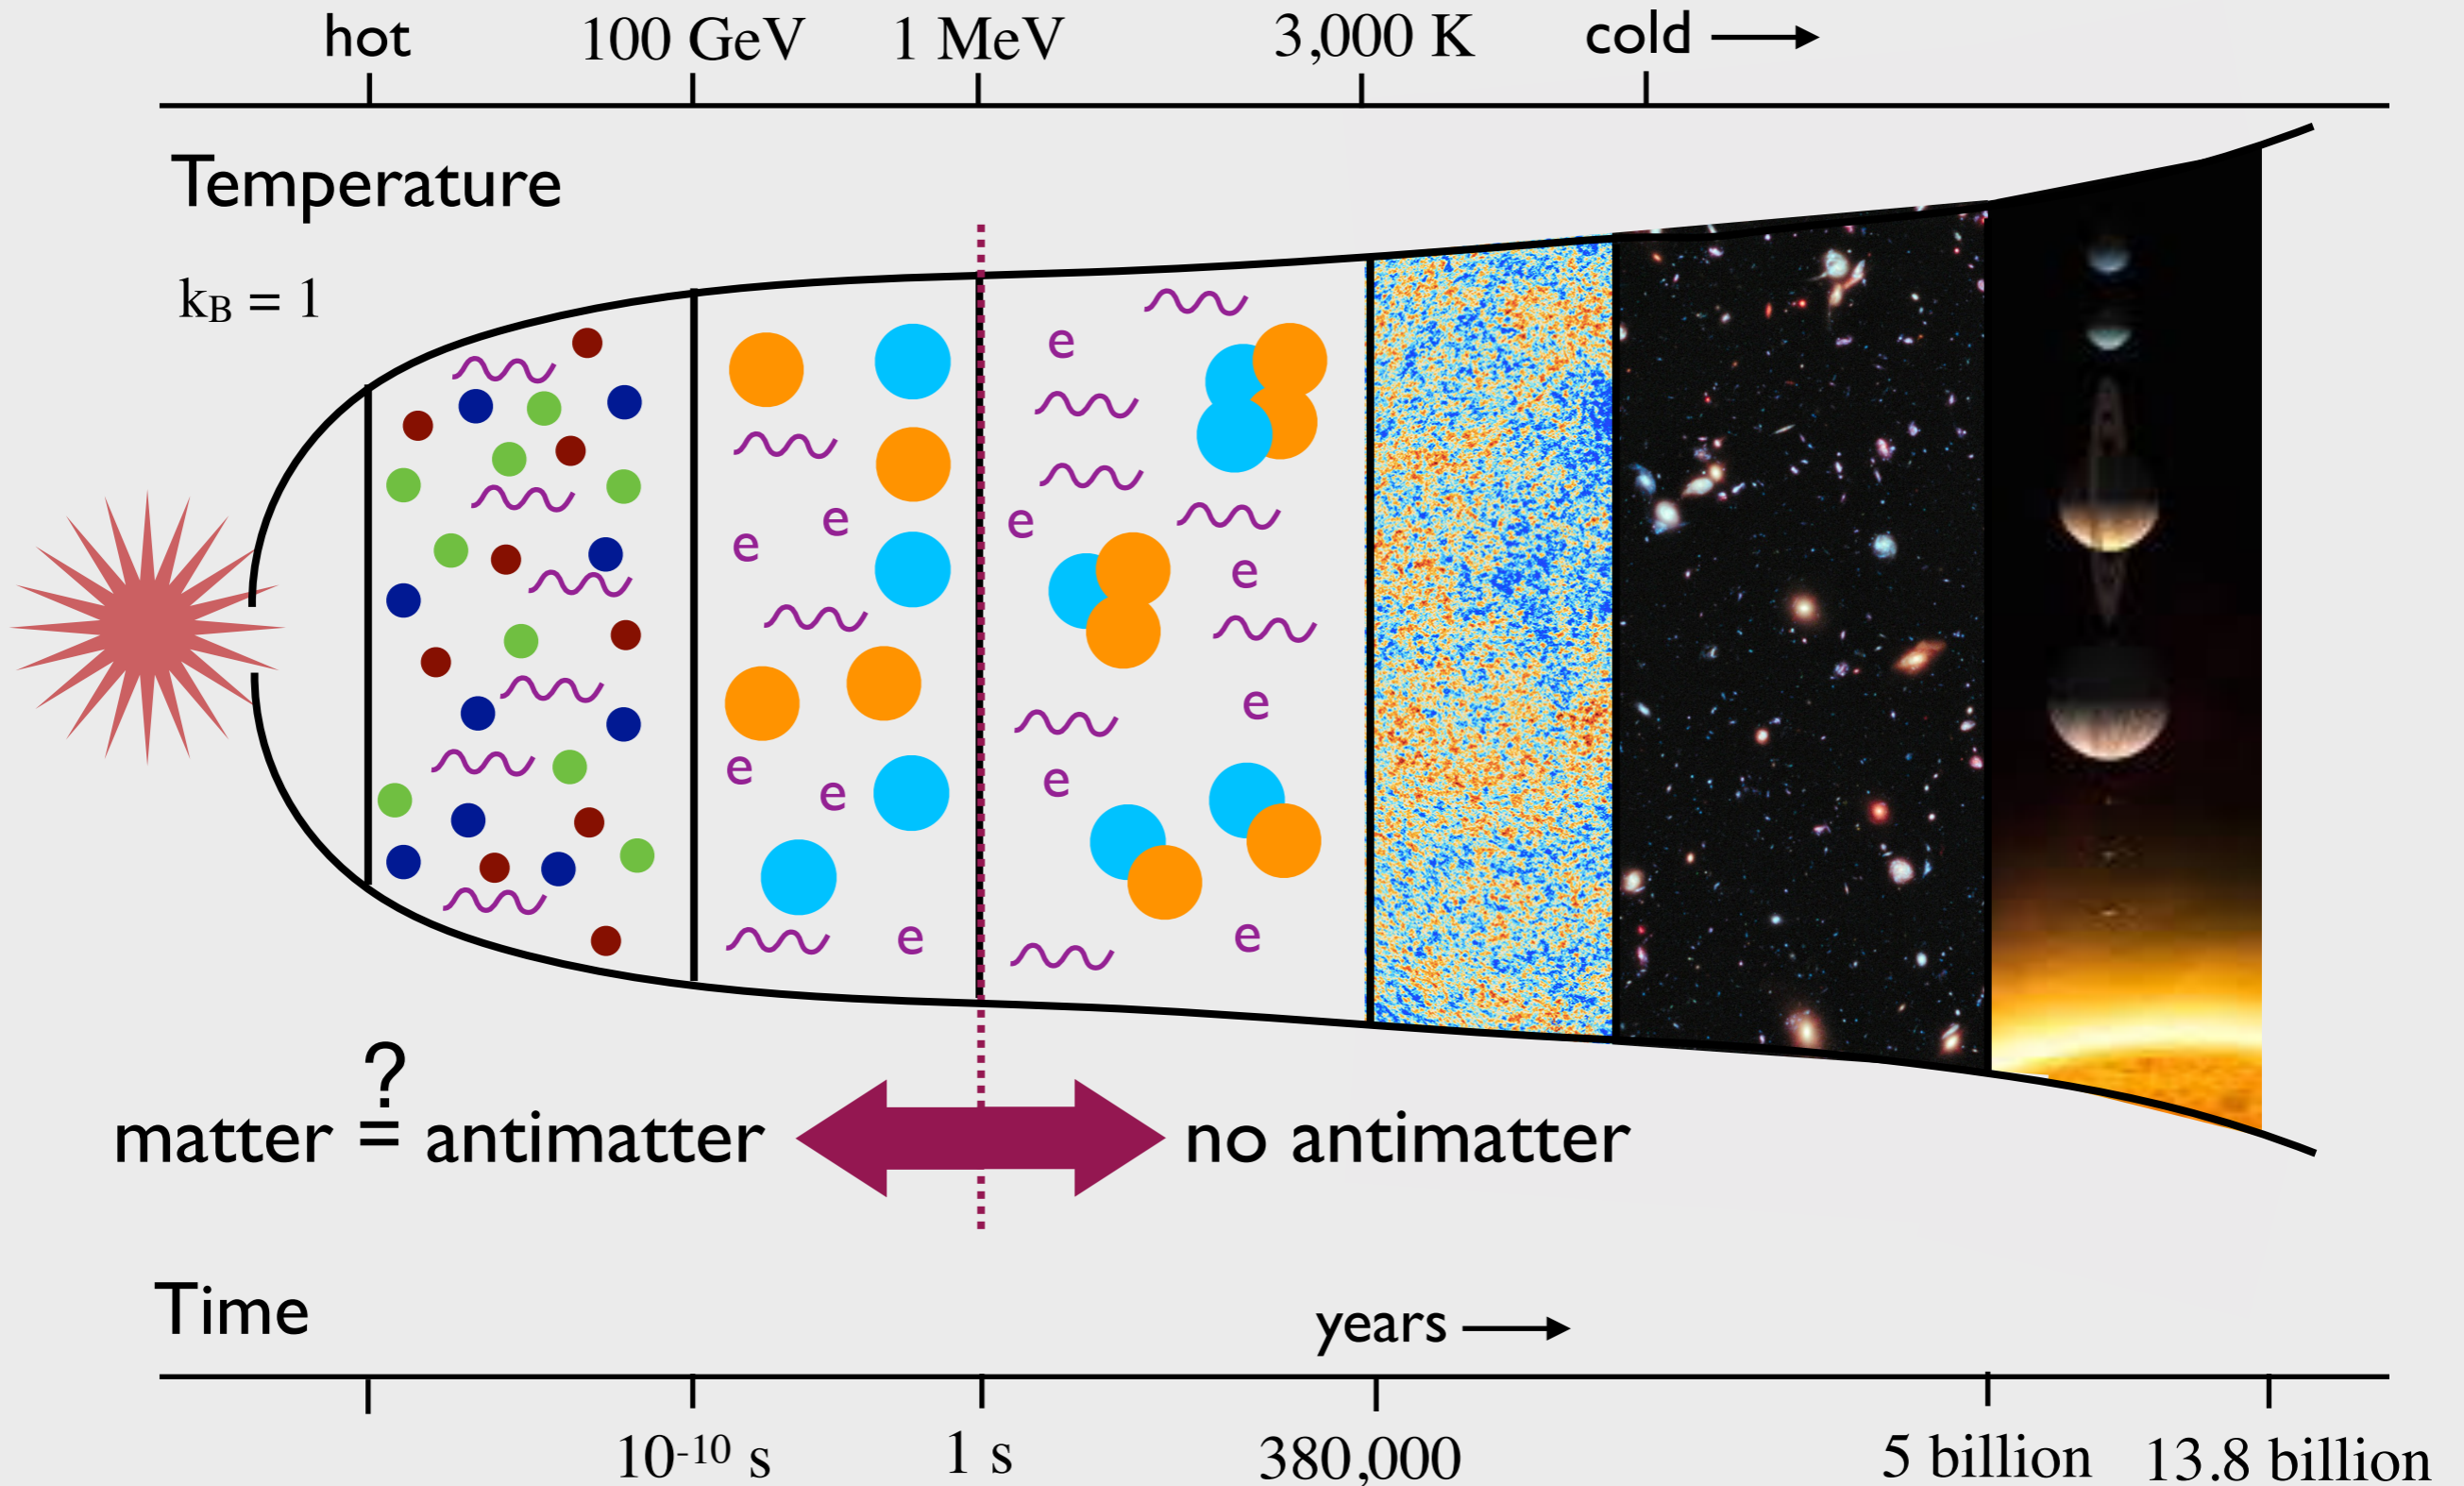 hot 100 GeV 1 MeV 3,000 K cold
Temperature
k_B = 1
e
e
e
e
e
e
e
e
e
e
e
e
?
matter = antimatter no antimatter
Time
years
10^-10 s 1 s 380,000 5 billion 13.8 billion